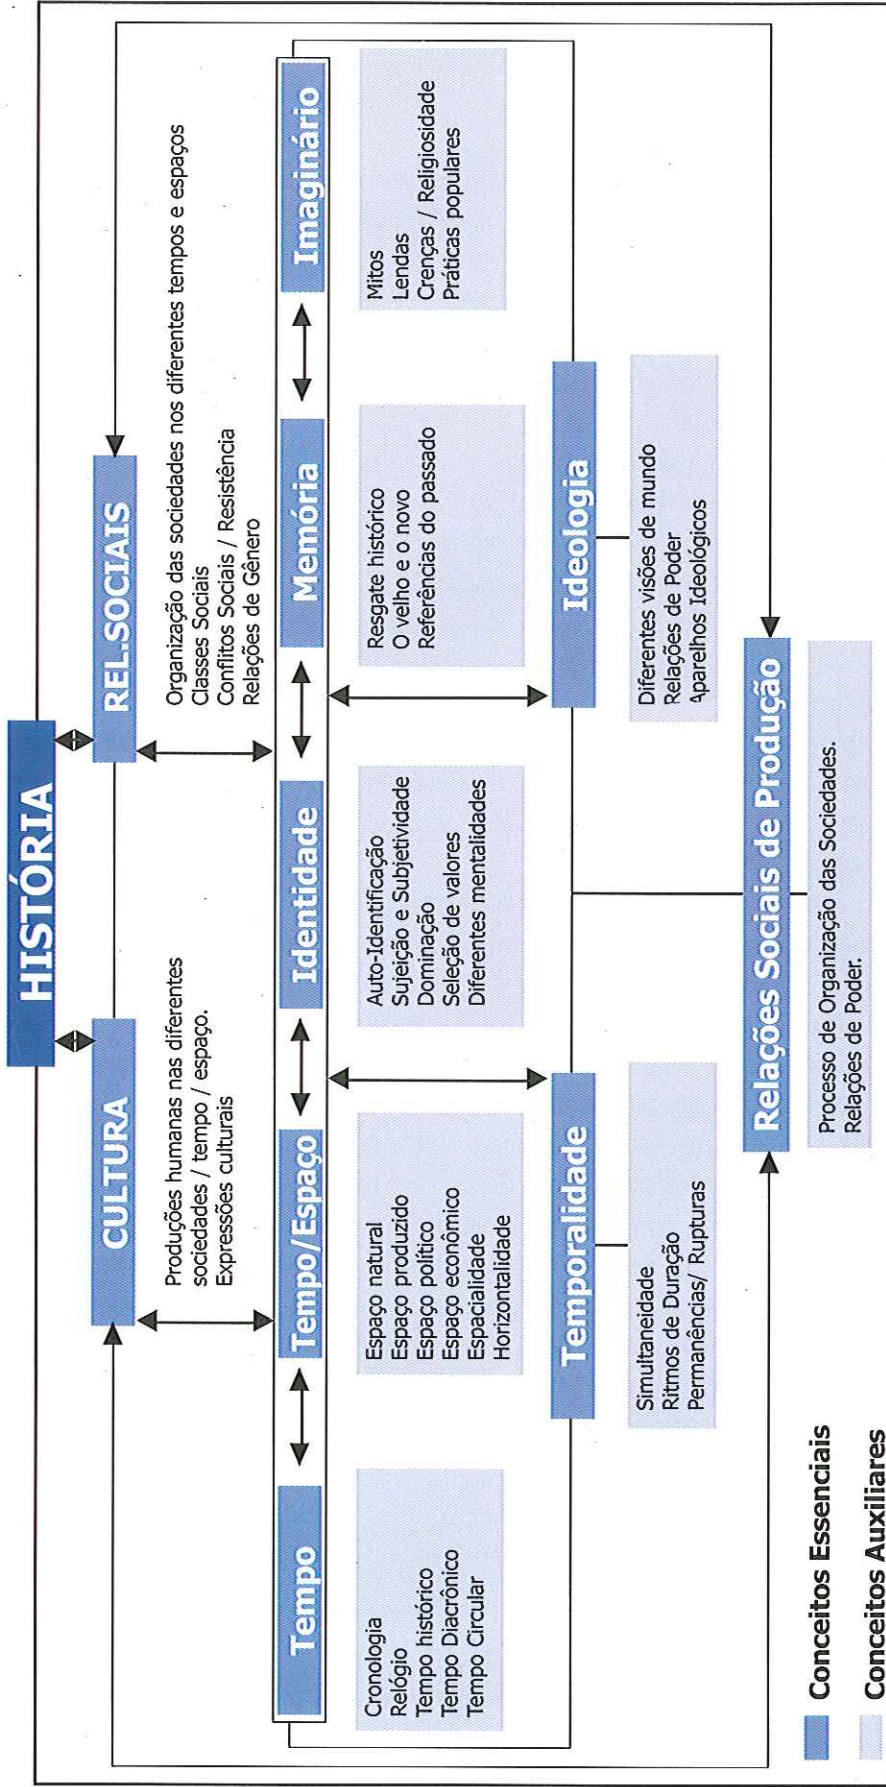 HISTÓRIA
CULTURA
Produções humanas nas diferentes
sociedades / tempo / espaço.
Expressões culturais
REL.SOCIAIS
Organização das sociedades nos diferentes tempos e espaços
Classes Sociais
Conflitos Sociais / Resistência
Relações de Gênero
Tempo
Tempo/Espaço
Identidade
Memória
Imaginário
Cronologia
Relógio
Tempo histórico
Tempo Diacrônico
Tempo Circular
Espaço natural
Espaço produzido
Espaço político
Espaço econômico
Espacialidade
Horizontalidade
Auto-Identificação
Sujeição e Subjetividade
Dominação
Seleção de valores
Diferentes mentalidades
Resgate histórico
O velho e o novo
Referências do passado
Mitos
Lendas
Crenças / Religiosidade
Práticas populares
Temporalidade
Simultaneidade
Ritmos de Duração
Permanências/ Rupturas
Ideologia
Diferentes visões de mundo
Relações de Poder
Aparelhos Ideológicos
Relações Sociais de Produção
Processo de Organização das Sociedades.
Relações de Poder.
Conceitos Essenciais
Conceitos Auxiliares